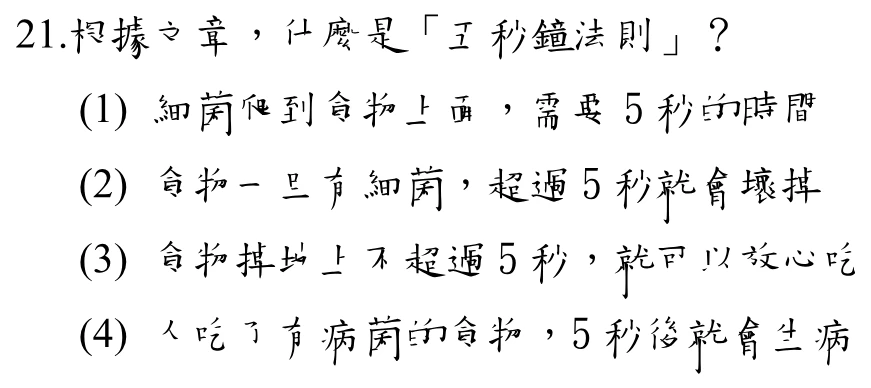 21.根據文章，什麼是「五秒鐘法則」？
(1) 細菌爬到食物上面，需要 5 秒的時間
(2) 食物一旦有細菌，超過 5 秒就會壞掉
(3) 食物掉地上不超過 5 秒，就可以放心吃
(4) 人吃了有病菌的食物，5 秒後就會生病